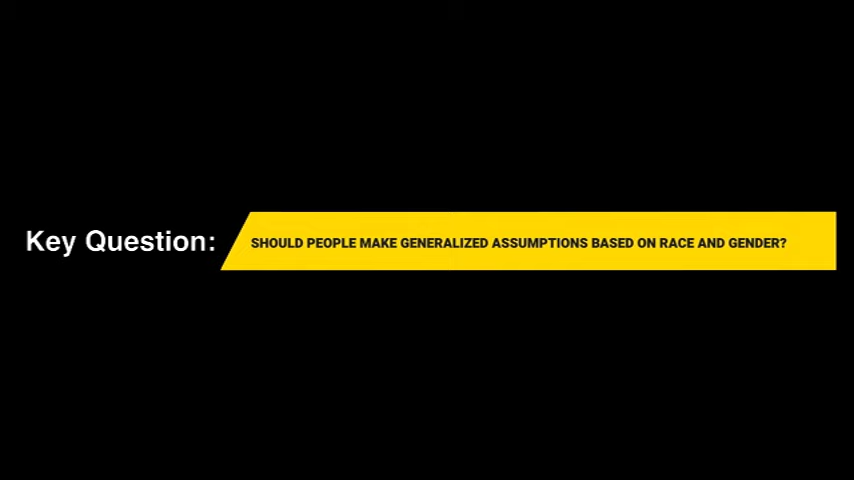 Key Question: SHOULD PEOPLE MAKE GENERALIZED ASSUMPTIONS BASED ON RACE AND GENDER?